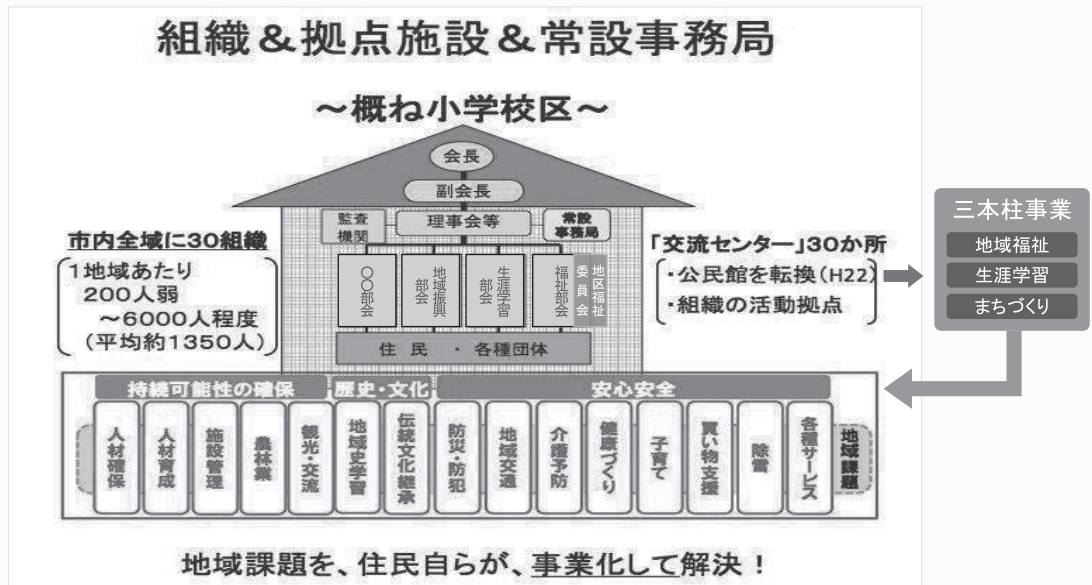 組織＆拠点施設＆常設事務局
～概ね小学校区～
会長
副会長
監査
機関
理事会等
常設
事務局
市内全域に30組織
1地域あたり
200人弱
～6000人程度
(平均約1350人)
〇〇部会
地域振興
部会
生涯学習
部会
福祉部会
地区福祉
委員会
住民・各種団体
「交流センター」30か所
・公民館を転換(H22)
・組織の活動拠点
三本柱事業
地域福祉
生涯学習
まちづくり
持続可能性の確保
歴史・文化
安心安全
人材確保
人材育成
施設管理
農林業
観光・交流
地域史学習
伝統文化継承
防災・防犯
地域交通
介護予防
健康づくり
子育て
買い物支援
除雪
各種サービス
地域課題
地域課題を、住民自らが、事業化して解決！